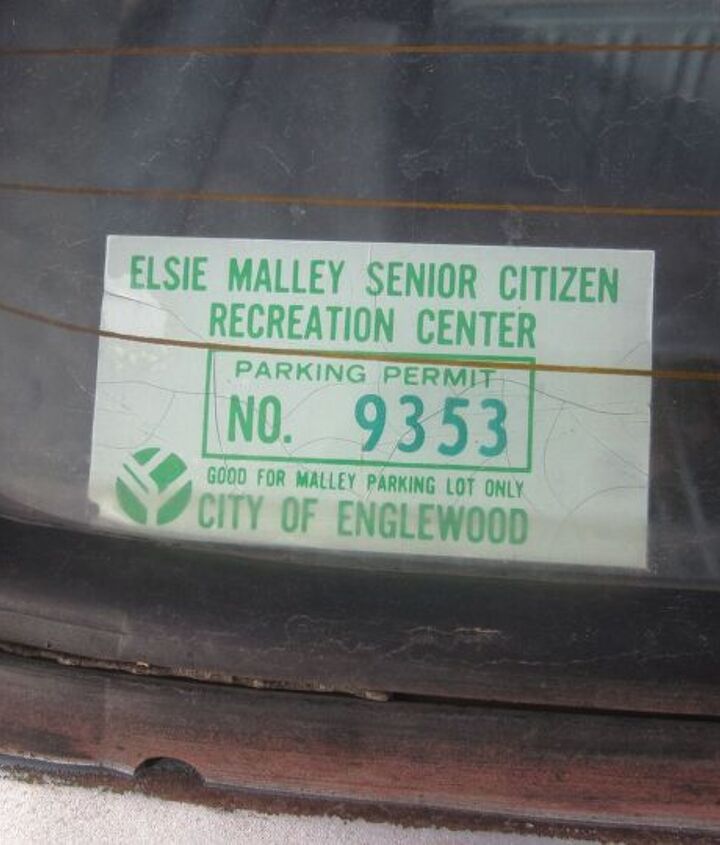 ELSIE MALLEY SENIOR CITIZEN
RECREATION CENTER
PARKING PERMIT
NO. 9353
GOOD FOR MALLEY PARKING LOT ONLY
CITY OF ENGLEWOOD